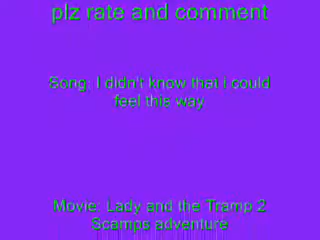 plz rate and comment
Song: I didn't know that i could
feel this way
Movie: Lady and the Tramp 2
Scamps adventure